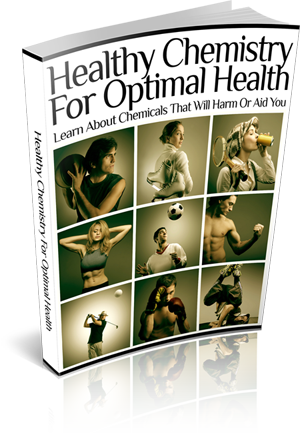 Healthy Chemistry
For Optimal Health
Learn About Chemicals That Will Harm Or Aid You
Healthy Chemistry For Optimal Health